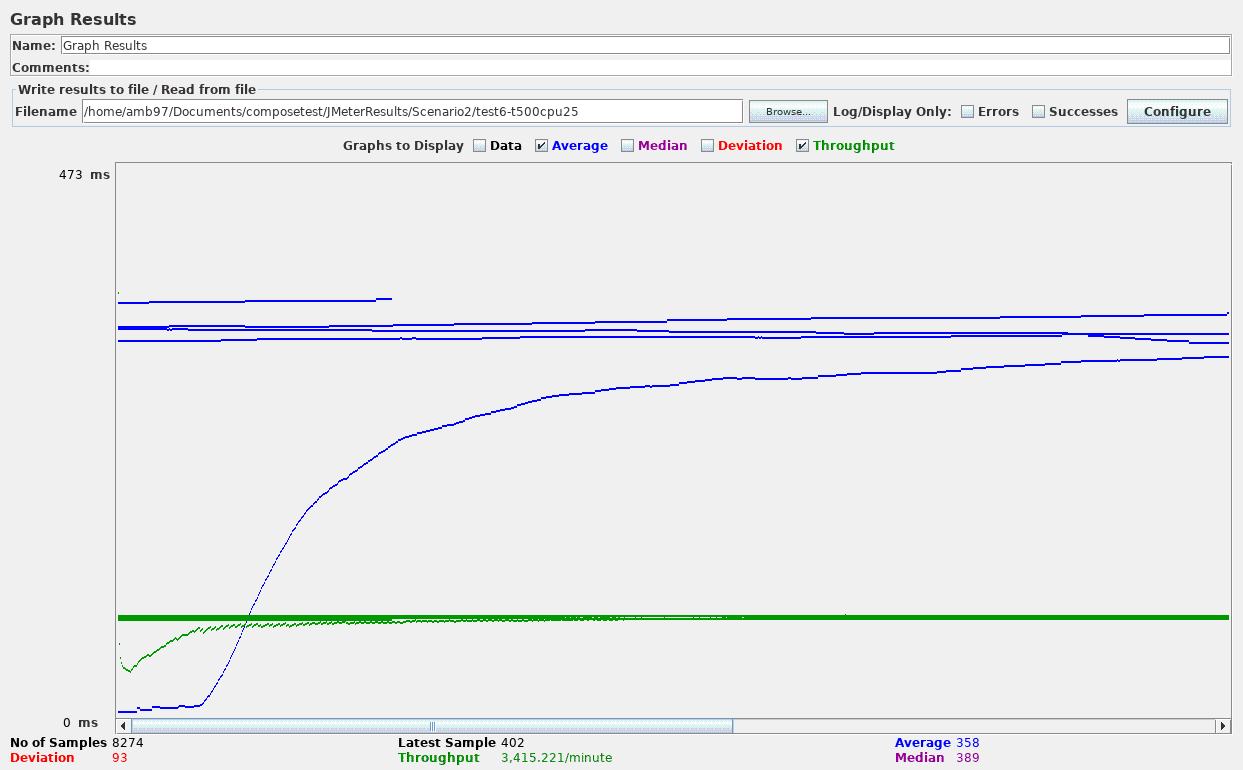 Graph Results
Name: Graph Results
Comments:
Write results to file / Read from file
Filename /home/amb97/Documents/composetest/JMeterResults/Scenario2/test6-t500cpu25 Browse... Log/Display Only: Errors Successes Configure
Graphs to Display Data Average Median Deviation Throughput
473 ms
0 ms
No of Samples 8274 Latest Sample 402 Average 358
Deviation 93 Throughput 3,415.221/minute Median 389